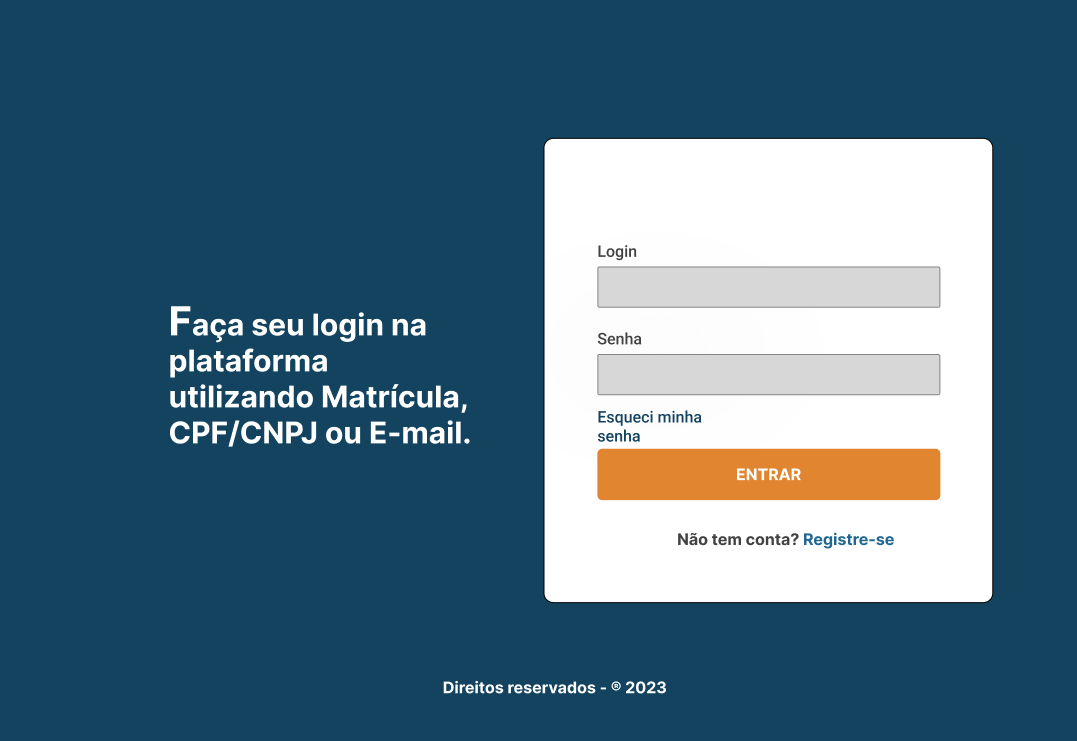 Faça seu login na
plataforma
utilizando Matrícula,
CPF/CNPJ ou E-mail.
Login
Senha
Esqueci minha
senha
ENTRAR
Não tem conta? Registre-se
Direitos reservados - ® 2023